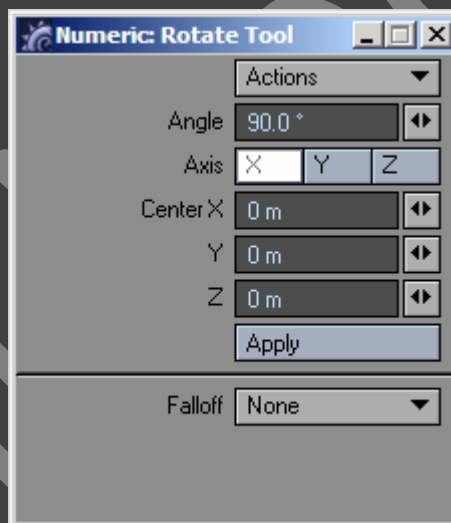 Numeric: Rotate Tool
Actions
Angle 90.0 °
Axis X Y Z
Center X 0 m
Y 0 m
Z 0 m
Apply
Falloff None